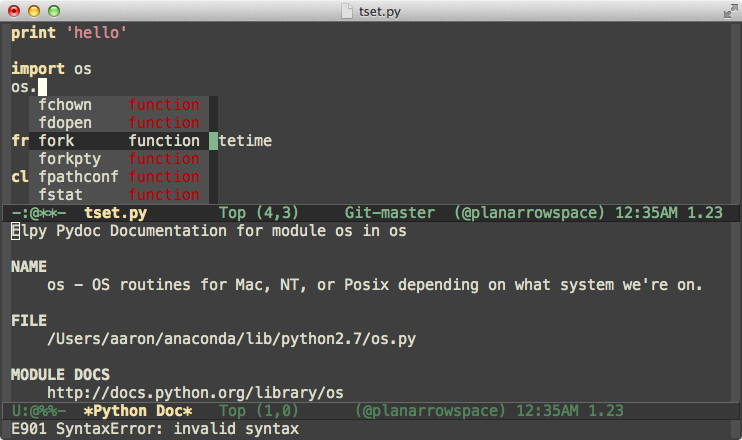 tset.py
print 'hello'
import os
os.
fchown function
fdopen function
fr fork function tetime
forkpty function
cl fpathconf function
fstat function
-:@**- tset.py Top (4,3) Git-master (@planarrowspace) 12:35AM 1.23
Elpy Pydoc Documentation for module os in os
NAME
os - OS routines for Mac, NT, or Posix depending on what system we're on.
FILE
/Users/aaron/anaconda/lib/python2.7/os.py
MODULE DOCS
http://docs.python.org/library/os
U:@%%- *Python Doc* Top (1,0) (@planarrowspace) 12:35AM 1.23
E901 SyntaxError: invalid syntax